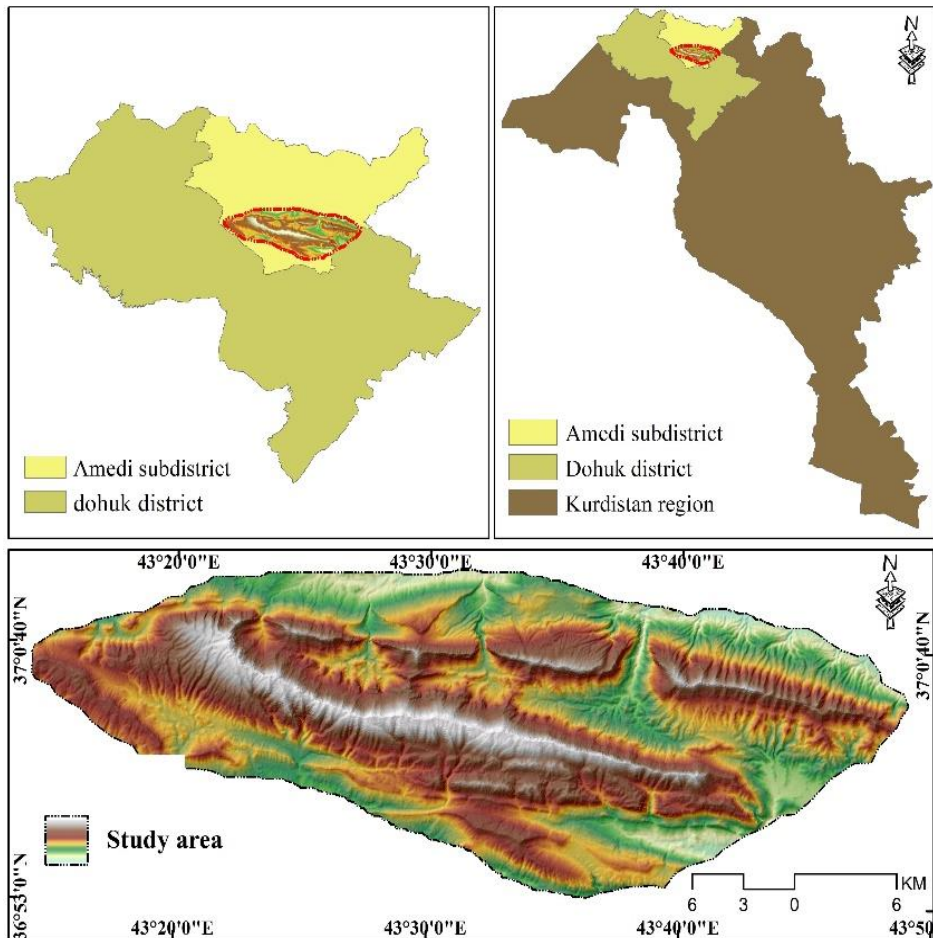 Amedi subdistrict
dohuk district
N
Amedi subdistrict
Dohuk district
Kurdistan region
43°20'0"E 43°30'0"E 43°40'0"E
N
37°0'40"N
37°0'40"N
Study area
KM
6 3 0 6
36°53'0"N
43°20'0"E 43°30'0"E 43°40'0"E 43°50